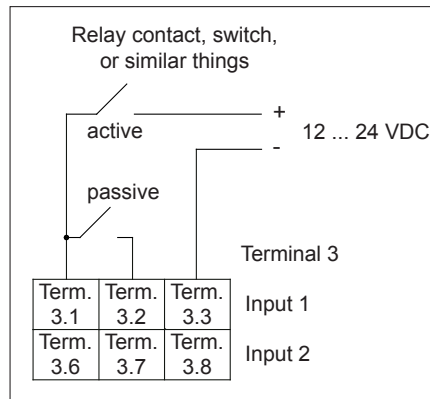 Relay contact, switch,
or similar things
+
active
12 ... 24 VDC
-
passive
Terminal 3
Term. 3.1
Term. 3.2
Term. 3.3
Input 1
Term. 3.6
Term. 3.7
Term. 3.8
Input 2